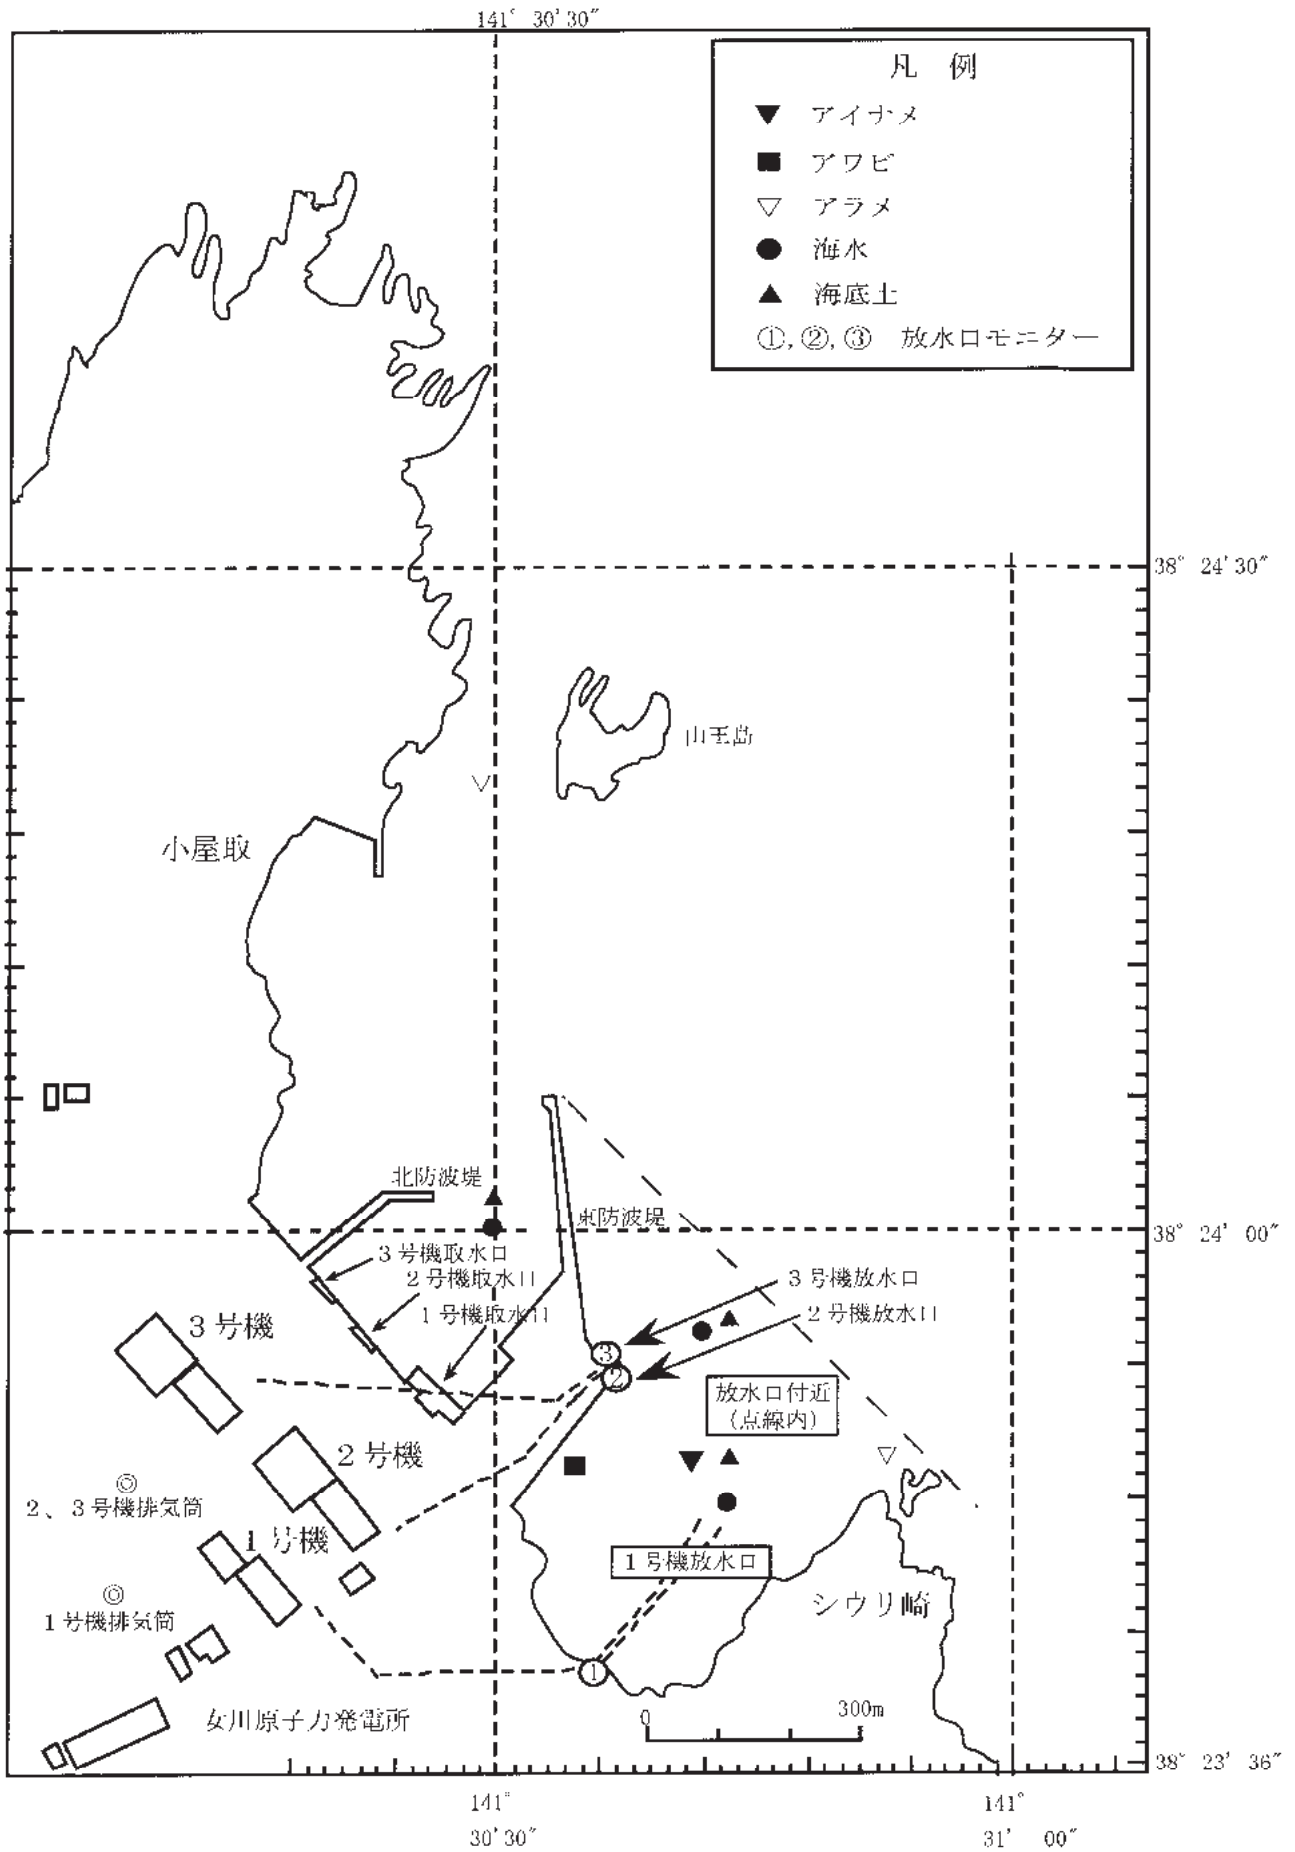 141° 30'30"
凡 例
▼ アイナメ
■ アワビ
▽ アラメ
● 海水
▲ 海底土
①,②,③ 放水口モニター
38° 24'30"
山王島
小屋取
北防波堤
東防波堤
38° 24' 00"
3号機取水口
2号機取水口
1号機取水口
3号機放水口
2号機放水口
3号機
③
②
放水口付近
(点線内)
2号機
◎
2、3号機排気筒
1号機
1号機放水口
◎
1号機排気筒
シウリ崎
①
女川原子力発電所
0 300m
38° 23' 36"
141°
30'30"
141°
31' 00"